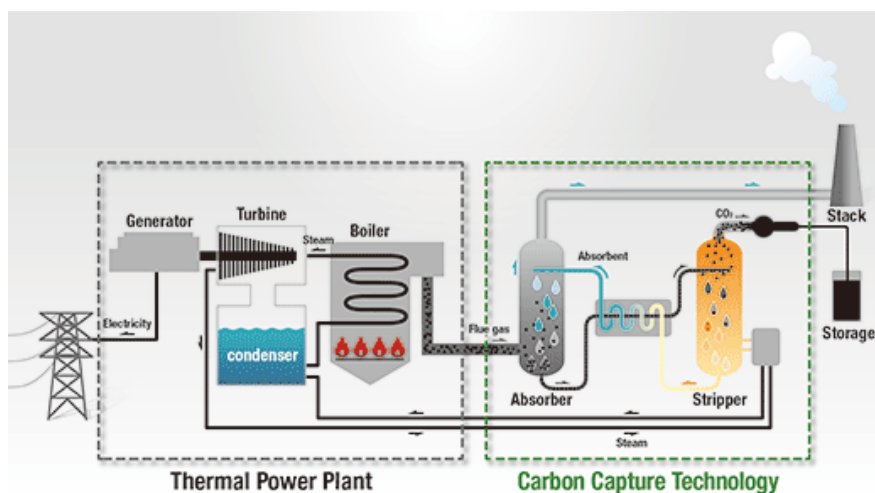 Generator
Turbine
Steam
Boiler
Electricity
condenser
Flue gas
Absorbent
CO₂
Stack
Storage
Absorber
Stripper
Steam
Thermal Power Plant
Carbon Capture Technology